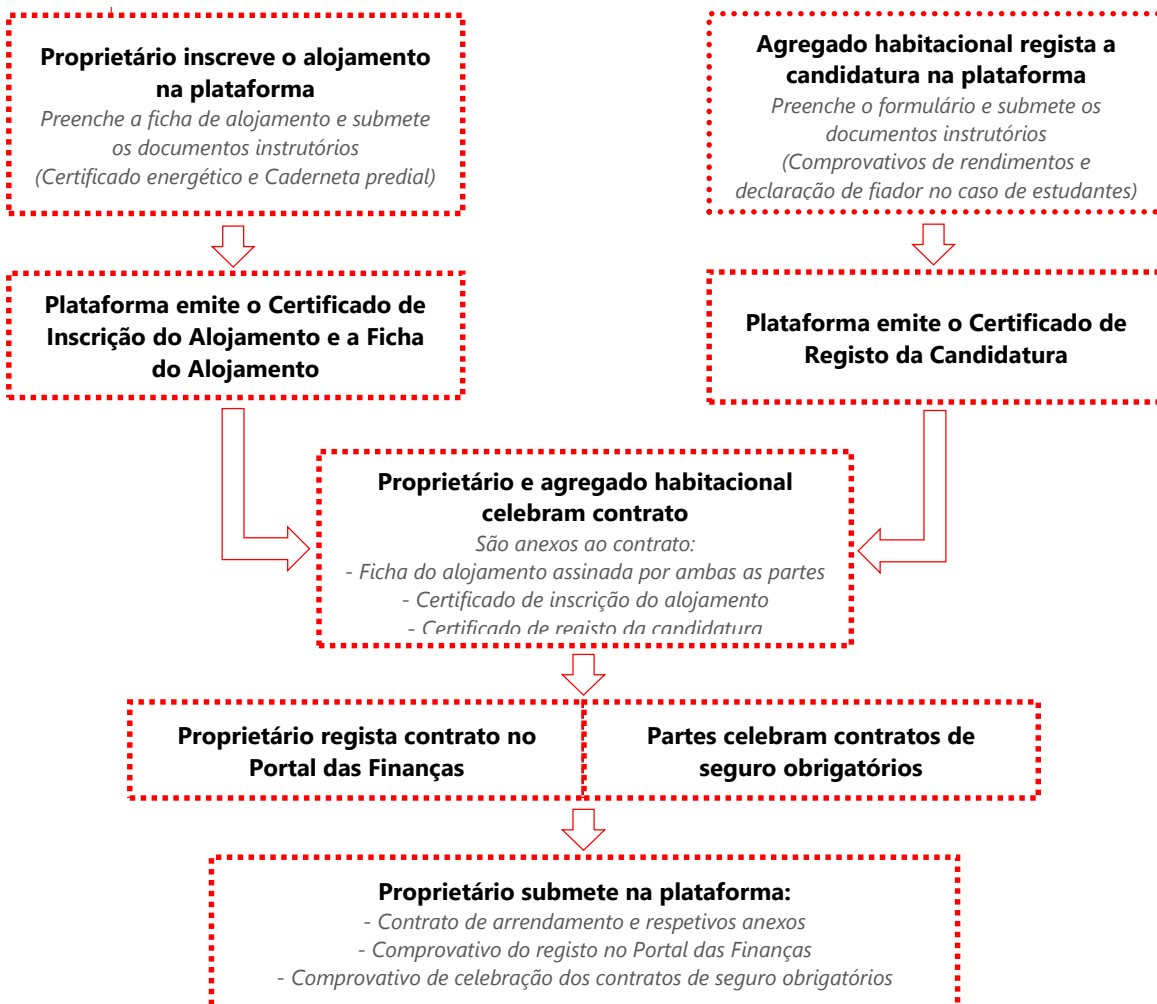 Proprietário inscreve o alojamento
na plataforma
Preenche a ficha de alojamento e submete
os documentos instrutórios
(Certificado energético e Caderneta predial)
Agregado habitacional regista a
candidatura na plataforma
Preenche o formulário e submete os
documentos instrutórios
(Comprovativos de rendimentos e
declaração de fiador no caso de estudantes)
Plataforma emite o Certificado de
Inscrição do Alojamento e a Ficha
do Alojamento
Plataforma emite o Certificado de
Registo da Candidatura
Proprietário e agregado habitacional
celebram contrato
São anexos ao contrato:
- Ficha do alojamento assinada por ambas as partes
- Certificado de inscrição do alojamento
- Certificado de registo da candidatura
Proprietário regista contrato no
Portal das Finanças
Partes celebram contratos de
seguro obrigatórios
Proprietário submete na plataforma:
- Contrato de arrendamento e respetivos anexos
- Comprovativo do registo no Portal das Finanças
- Comprovativo de celebração dos contratos de seguro obrigatórios